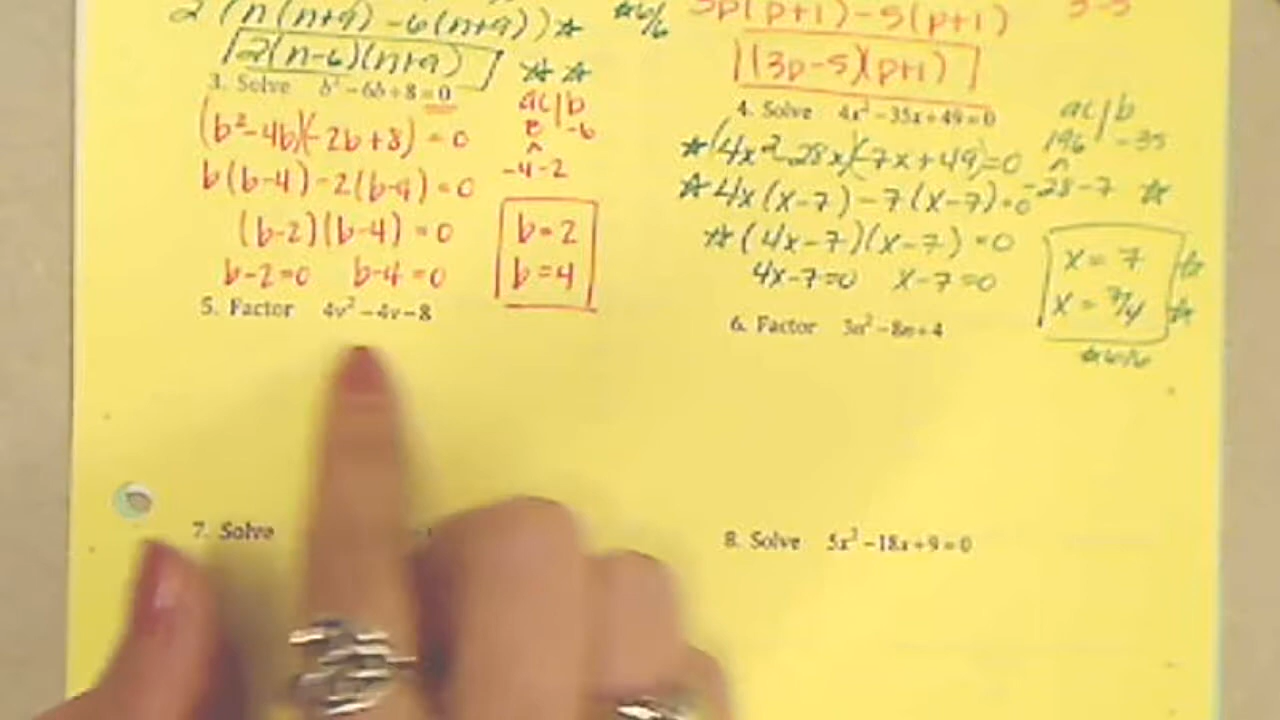 2 (n(n+9) -6(n+9)) ☆ ☆6/6
2(n-6)(n+9) ☆ ☆
3. Solve b² - 6b + 8 = 0
ac | b
8 -6
-4 -2
(b²-4b)(-2b+8) = 0
b(b-4) -2(b-4) = 0
(b-2)(b-4) = 0
b-2=0 b-4=0
b=2
b=4
3p(p+1) -5(p+1)
(3p-5)(p+1)
4. Solve 4x² - 35x + 49 = 0
ac | b
196 -35
-28 -7 ☆
☆ (4x²-28x)(-7x+49)=0
☆ 4x(x-7) -7(x-7)=0
☆ (4x-7)(x-7) = 0
4x-7=0 x-7=0
x = 7 ☆
x = 7/4 ☆
☆6/6
5. Factor 4v² - 4v - 8
6. Factor 3n² - 8n + 4
7. Solve
8. Solve 5x² - 18x + 9 = 0